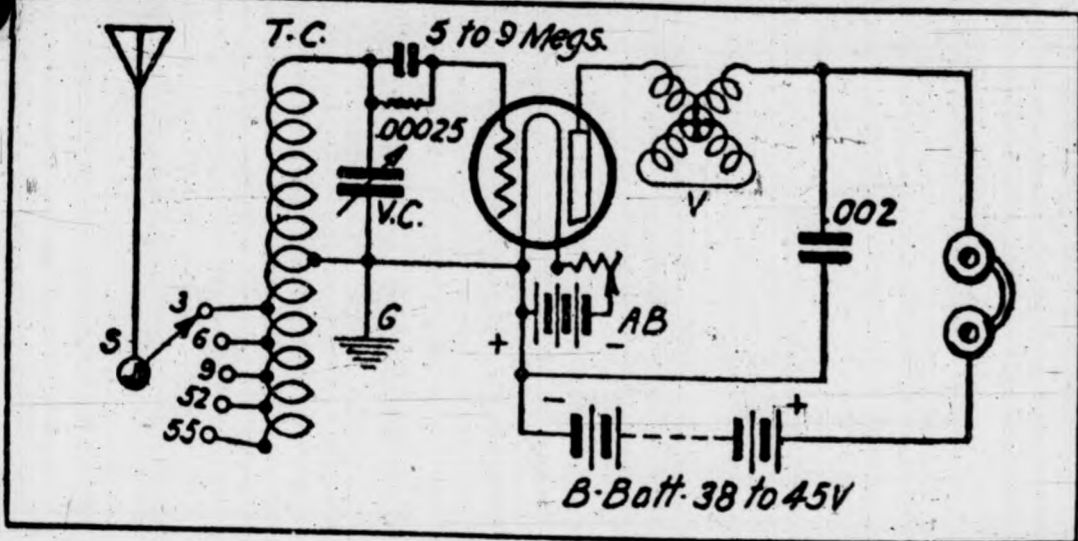 T.C.
5 to 9 Megs.
.00025
V.C.
V
.002
S
3
6
9
52
55
G
+
-
AB
-
+
B-Batt. 38 to 45V